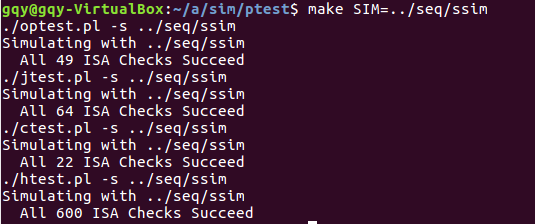 gqy@gqy-VirtualBox:~/a/sim/ptest$ make SIM=../seq/ssim
./optest.pl -s ../seq/ssim
Simulating with ../seq/ssim
  All 49 ISA Checks Succeed
./jtest.pl -s ../seq/ssim
Simulating with ../seq/ssim
  All 64 ISA Checks Succeed
./ctest.pl -s ../seq/ssim
Simulating with ../seq/ssim
  All 22 ISA Checks Succeed
./htest.pl -s ../seq/ssim
Simulating with ../seq/ssim
  All 600 ISA Checks Succeed